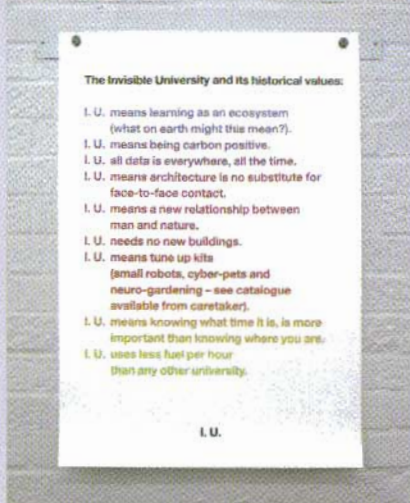 The Invisible University and its historical values:
I. U. means learning as an ecosystem
(what on earth might this mean?).
I. U. means being carbon positive.
I. U. all data is everywhere, all the time.
I. U. means architecture is no substitute for
face-to-face contact.
I. U. means a new relationship between
man and nature.
I. U. needs no new buildings.
I. U. means tune up kits
(small robots, cyber-pets and
neuro-gardening – see catalogue
available from caretaker).
I. U. means knowing what time it is, is more
important than knowing where you are.
I. U. uses less fuel per hour
than any other university.
I. U.